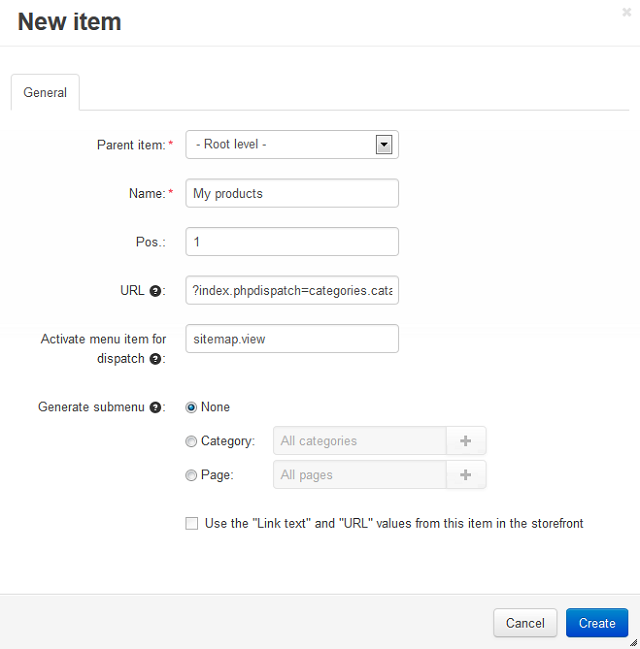 New item
General
Parent item:* - Root level -
Name:* My products
Pos.: 1
URL ?: ?index.phpdispatch=categories.cata
Activate menu item for
dispatch ?: sitemap.view
Generate submenu ?: None
Category: All categories +
Page: All pages +
Use the "Link text" and "URL" values from this item in the storefront
Cancel Create